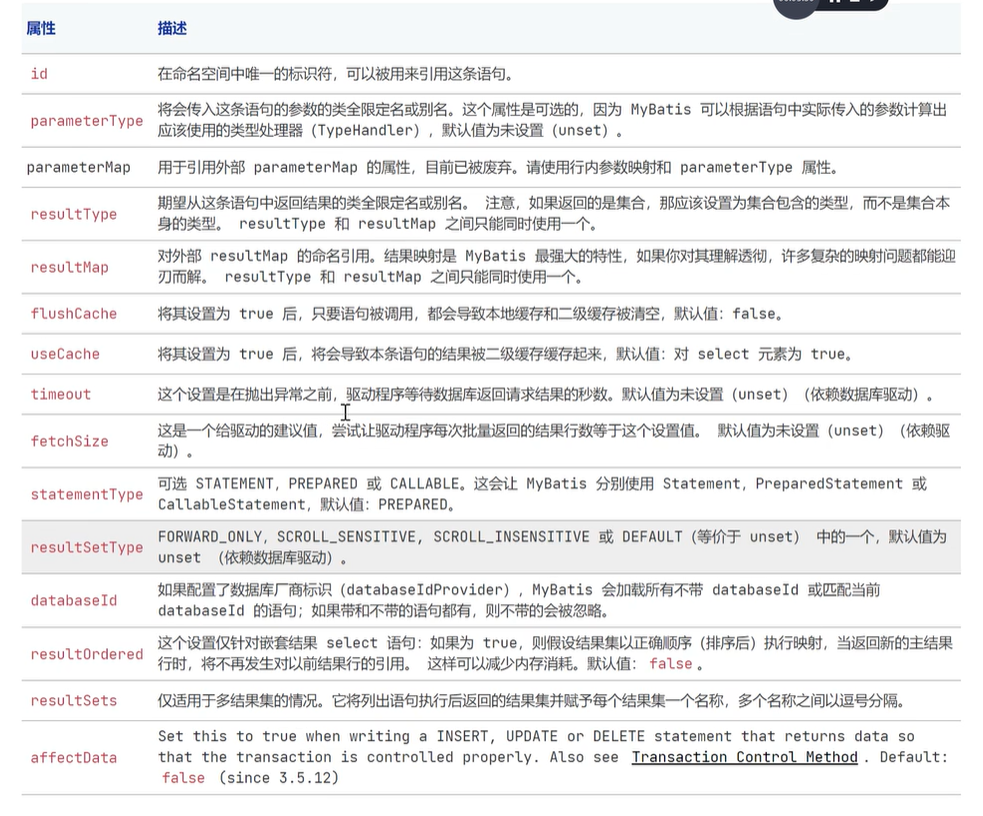 属性 描述
id 在命名空间中唯一的标识符，可以被用来引用这条语句。
parameterType 将会传入这条语句的参数的类全限定名或别名。这个属性是可选的，因为 MyBatis 可以根据语句中实际传入的参数计算出
应该使用的类型处理器（TypeHandler），默认值为未设置（unset）。
parameterMap 用于引用外部 parameterMap 的属性，目前已被废弃。请使用行内参数映射和 parameterType 属性。
resultType 期望从这条语句中返回结果的类全限定名或别名。 注意，如果返回的是集合，那应该设置为集合包含的类型，而不是集合本
身的类型。 resultType 和 resultMap 之间只能同时使用一个。
resultMap 对外部 resultMap 的命名引用。结果映射是 MyBatis 最强大的特性，如果你对其理解透彻，许多复杂的映射问题都能迎
刃而解。 resultType 和 resultMap 之间只能同时使用一个。
flushCache 将其设置为 true 后，只要语句被调用，都会导致本地缓存和二级缓存被清空，默认值：false。
useCache 将其设置为 true 后，将会导致本条语句的结果被二级缓存缓存起来，默认值：对 select 元素为 true。
timeout 这个设置是在抛出异常之前，驱动程序等待数据库返回请求结果的秒数。默认值为未设置（unset）（依赖数据库驱动）。
fetchSize 这是一个给驱动的建议值，尝试让驱动程序每次批量返回的结果行数等于这个设置值。 默认值为未设置（unset）（依赖驱
动）。
statementType 可选 STATEMENT，PREPARED 或 CALLABLE。这会让 MyBatis 分别使用 Statement，PreparedStatement 或
CallableStatement，默认值：PREPARED。
resultSetType FORWARD_ONLY，SCROLL_SENSITIVE, SCROLL_INSENSITIVE 或 DEFAULT（等价于 unset） 中的一个，默认值为
unset （依赖数据库驱动）。
databaseId 如果配置了数据库厂商标识（databaseIdProvider），MyBatis 会加载所有不带 databaseId 或匹配当前
databaseId 的语句；如果带和不带的语句都有，则不带的会被忽略。
resultOrdered 这个设置仅针对嵌套结果 select 语句：如果为 true，则假设结果集以正确顺序（排序后）执行映射，当返回新的主结果
行时，将不再发生对以前结果行的引用。 这样可以减少内存消耗。默认值：false。
resultSets 仅适用于多结果集的情况。它将列出语句执行后返回的结果集并赋予每个结果集一个名称，多个名称之间以逗号分隔。
affectData Set this to true when writing a INSERT, UPDATE or DELETE statement that returns data so
that the transaction is controlled properly. Also see Transaction Control Method. Default:
false (since 3.5.12)